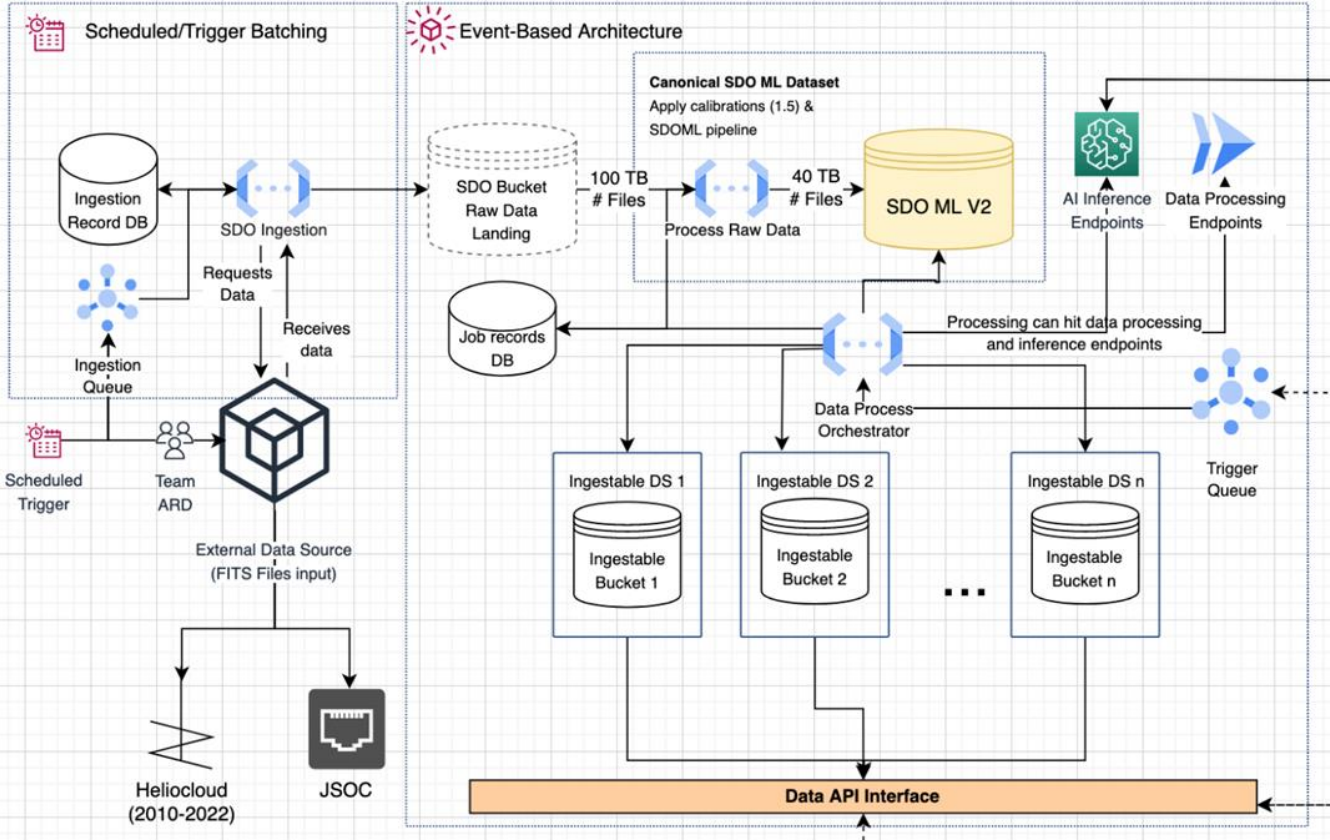 Scheduled/Trigger Batching
Event-Based Architecture
Canonical SDO ML Dataset
Apply calibrations (1.5) &
SDOML pipeline
Ingestion
Record DB
SDO Ingestion
SDO Bucket
Raw Data
Landing
100 TB
# Files
Process Raw Data
40 TB
# Files
SDO ML V2
AI Inference
Endpoints
Data Processing
Endpoints
Requests
Data
Receives
data
Ingestion
Queue
Job records
DB
Processing can hit data processing
and inference endpoints
Data Process
Orchestrator
Trigger
Queue
Scheduled
Trigger
Team
ARD
External Data Source
(FITS Files input)
Ingestable DS 1
Ingestable
Bucket 1
Ingestable DS 2
Ingestable
Bucket 2
...
Ingestable DS n
Ingestable
Bucket n
Heliocloud
(2010-2022)
JSOC
Data API Interface